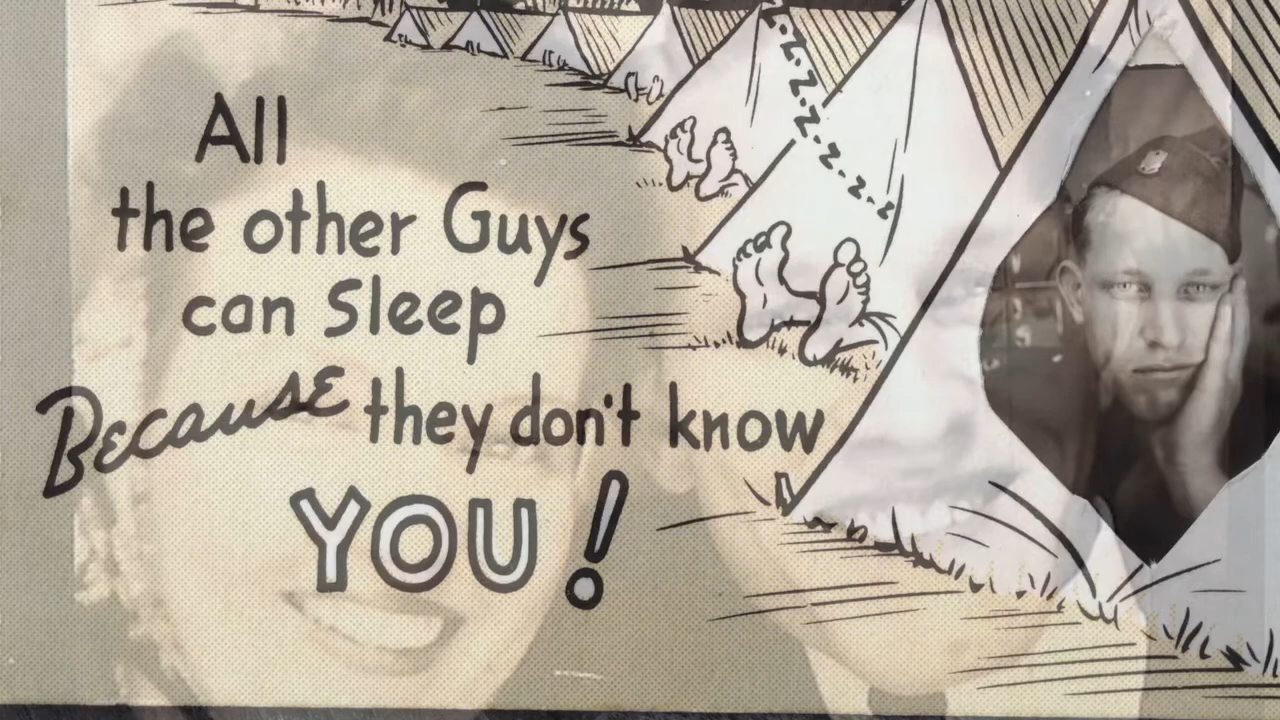 All
the other Guys
can Sleep
Because they don't know
YOU!
Z-Z-Z-Z-Z-Z-Z-Z-Z